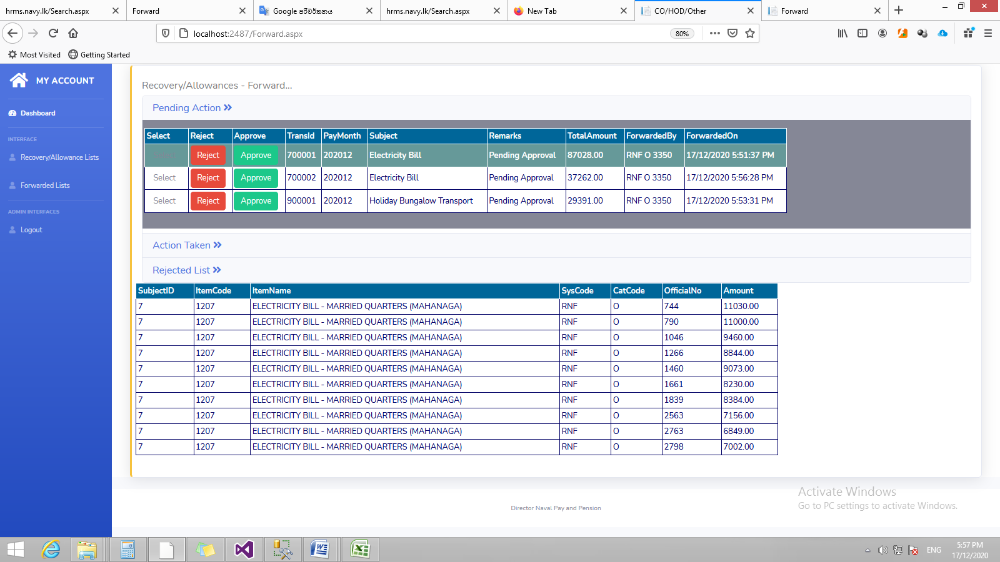 hrms.navy.lk/Search.aspx
Forward
Google පරිවර්තනය
hrms.navy.lk/Search.aspx
New Tab
CO/HOD/Other
Forward
localhost:2487/Forward.aspx
80%
Most Visited
Getting Started
MY ACCOUNT
Dashboard
INTERFACE
Recovery/Allowance Lists
Forwarded Lists
ADMIN INTERFACES
Logout
Recovery/Allowances - Forward...
Pending Action
Select Reject Approve TransId PayMonth Subject Remarks TotalAmount ForwardedBy ForwardedOn
Select Reject Approve 700001 202012 Electricity Bill Pending Approval 87028.00 RNF O 3350 17/12/2020 5:51:37 PM
Select Reject Approve 700002 202012 Electricity Bill Pending Approval 37262.00 RNF O 3350 17/12/2020 5:56:28 PM
Select Reject Approve 900001 202012 Holiday Bungalow Transport Pending Approval 29391.00 RNF O 3350 17/12/2020 5:53:31 PM
Action Taken
Rejected List
SubjectID ItemCode ItemName SysCode CatCode OfficialNo Amount
7 1207 ELECTRICITY BILL - MARRIED QUARTERS (MAHANAGA) RNF O 744 11030.00
7 1207 ELECTRICITY BILL - MARRIED QUARTERS (MAHANAGA) RNF O 790 11000.00
7 1207 ELECTRICITY BILL - MARRIED QUARTERS (MAHANAGA) RNF O 1046 9460.00
7 1207 ELECTRICITY BILL - MARRIED QUARTERS (MAHANAGA) RNF O 1266 8844.00
7 1207 ELECTRICITY BILL - MARRIED QUARTERS (MAHANAGA) RNF O 1460 9073.00
7 1207 ELECTRICITY BILL - MARRIED QUARTERS (MAHANAGA) RNF O 1661 8230.00
7 1207 ELECTRICITY BILL - MARRIED QUARTERS (MAHANAGA) RNF O 1839 8384.00
7 1207 ELECTRICITY BILL - MARRIED QUARTERS (MAHANAGA) RNF O 2563 7156.00
7 1207 ELECTRICITY BILL - MARRIED QUARTERS (MAHANAGA) RNF O 2763 6849.00
7 1207 ELECTRICITY BILL - MARRIED QUARTERS (MAHANAGA) RNF O 2798 7002.00
Activate Windows
Go to PC settings to activate Windows.
Director Naval Pay and Pension
ENG
5:57 PM
17/12/2020